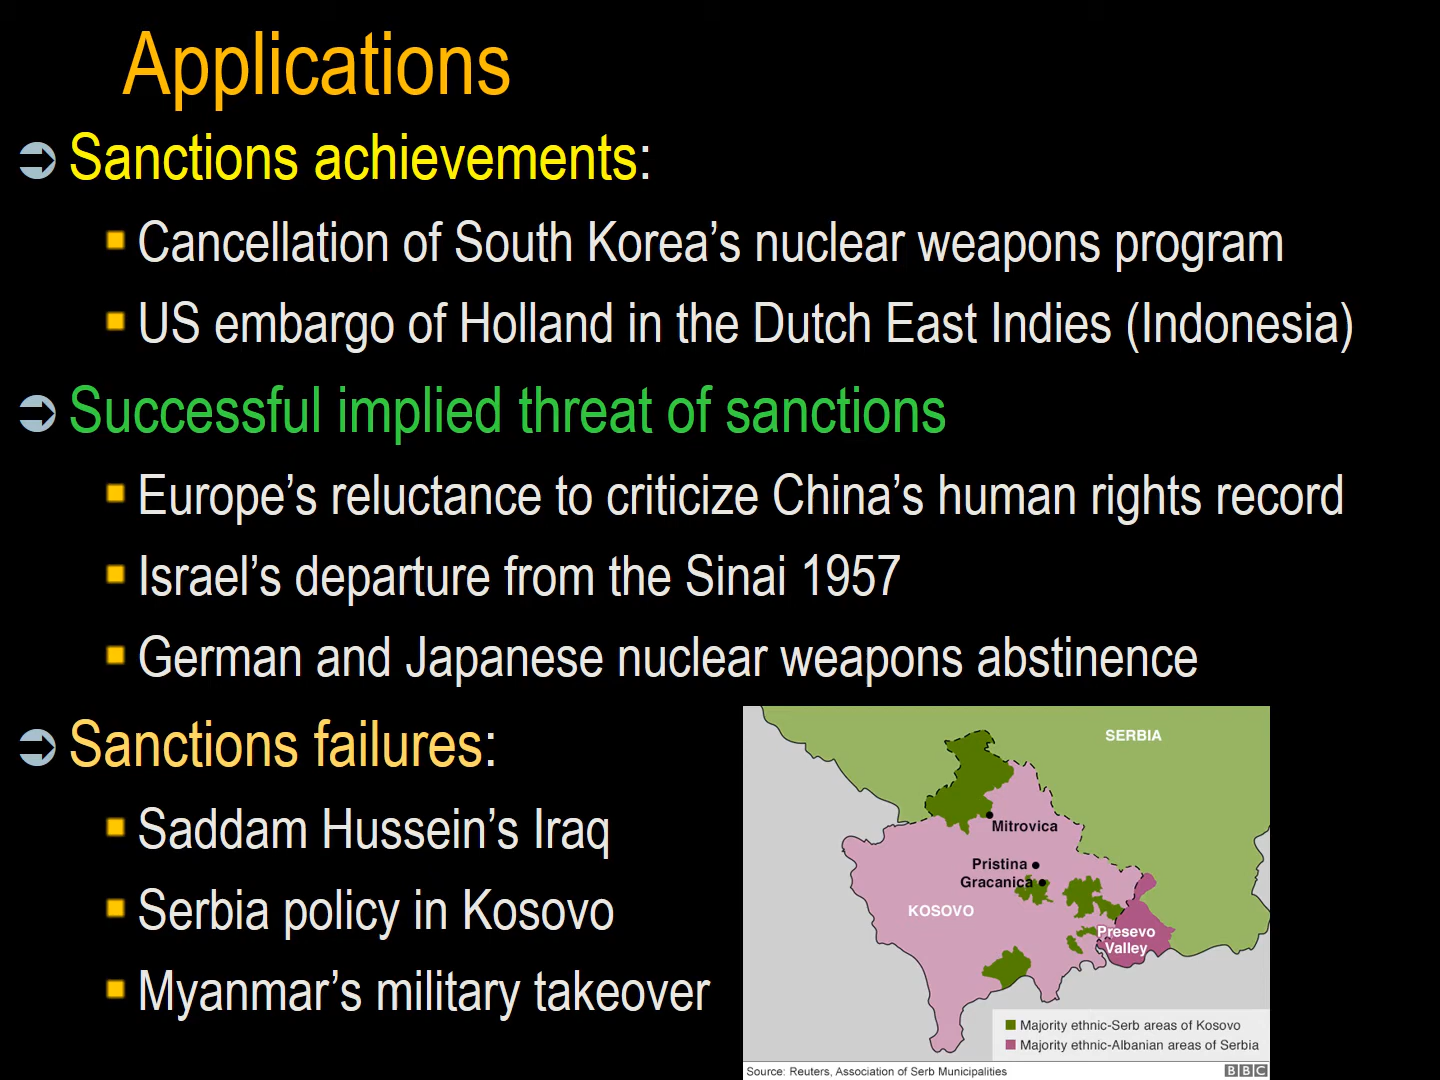 Applications
Sanctions achievements:
Cancellation of South Korea’s nuclear weapons program
US embargo of Holland in the Dutch East Indies (Indonesia)
Successful implied threat of sanctions
Europe’s reluctance to criticize China’s human rights record
Israel’s departure from the Sinai 1957
German and Japanese nuclear weapons abstinence
Sanctions failures:
Saddam Hussein’s Iraq
Serbia policy in Kosovo
Myanmar’s military takeover
SERBIA
Mitrovica
Pristina
Gracanica
KOSOVO
Presevo
Valley
Majority ethnic-Serb areas of Kosovo
Majority ethnic-Albanian areas of Serbia
Source: Reuters, Association of Serb Municipalities
BBC